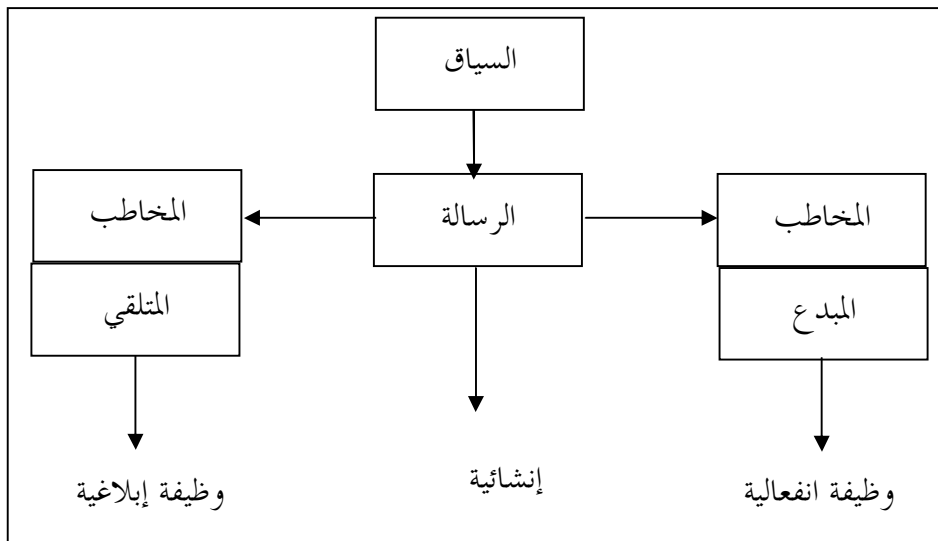 السياق
المخاطب
الرسالة
المخاطب
المبدع
المتلقي
وظيفة انفعالية
إنشائية
وظيفة إبلاغية